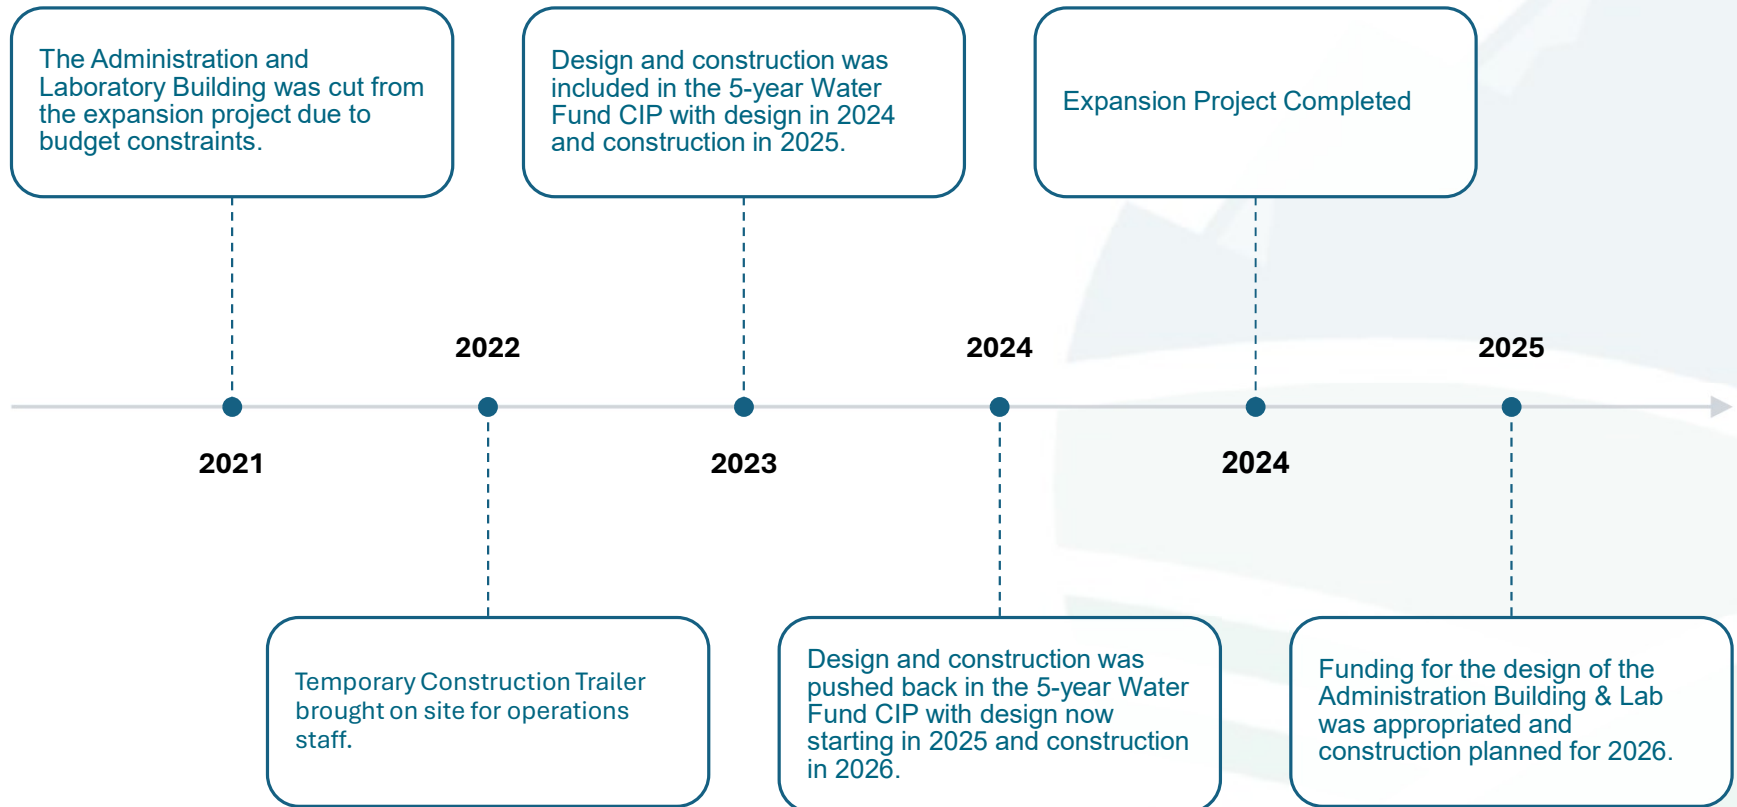 The Administration and
Laboratory Building was cut from
the expansion project due to
budget constraints.
Design and construction was
included in the 5-year Water
Fund CIP with design in 2024
and construction in 2025.
Expansion Project Completed
2022
2024
2025
2021
2023
2024
Temporary Construction Trailer
brought on site for operations
staff.
Design and construction was
pushed back in the 5-year Water
Fund CIP with design now
starting in 2025 and construction
in 2026.
Funding for the design of the
Administration Building & Lab
was appropriated and
construction planned for 2026.